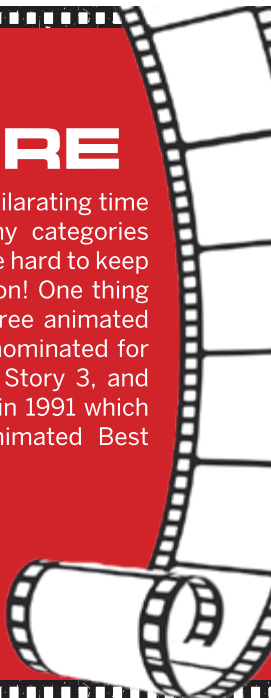 RE
ilarating time
ny categories
e hard to keep
on! One thing
ree animated
nominated for
Story 3, and
in 1991 which
nimated Best